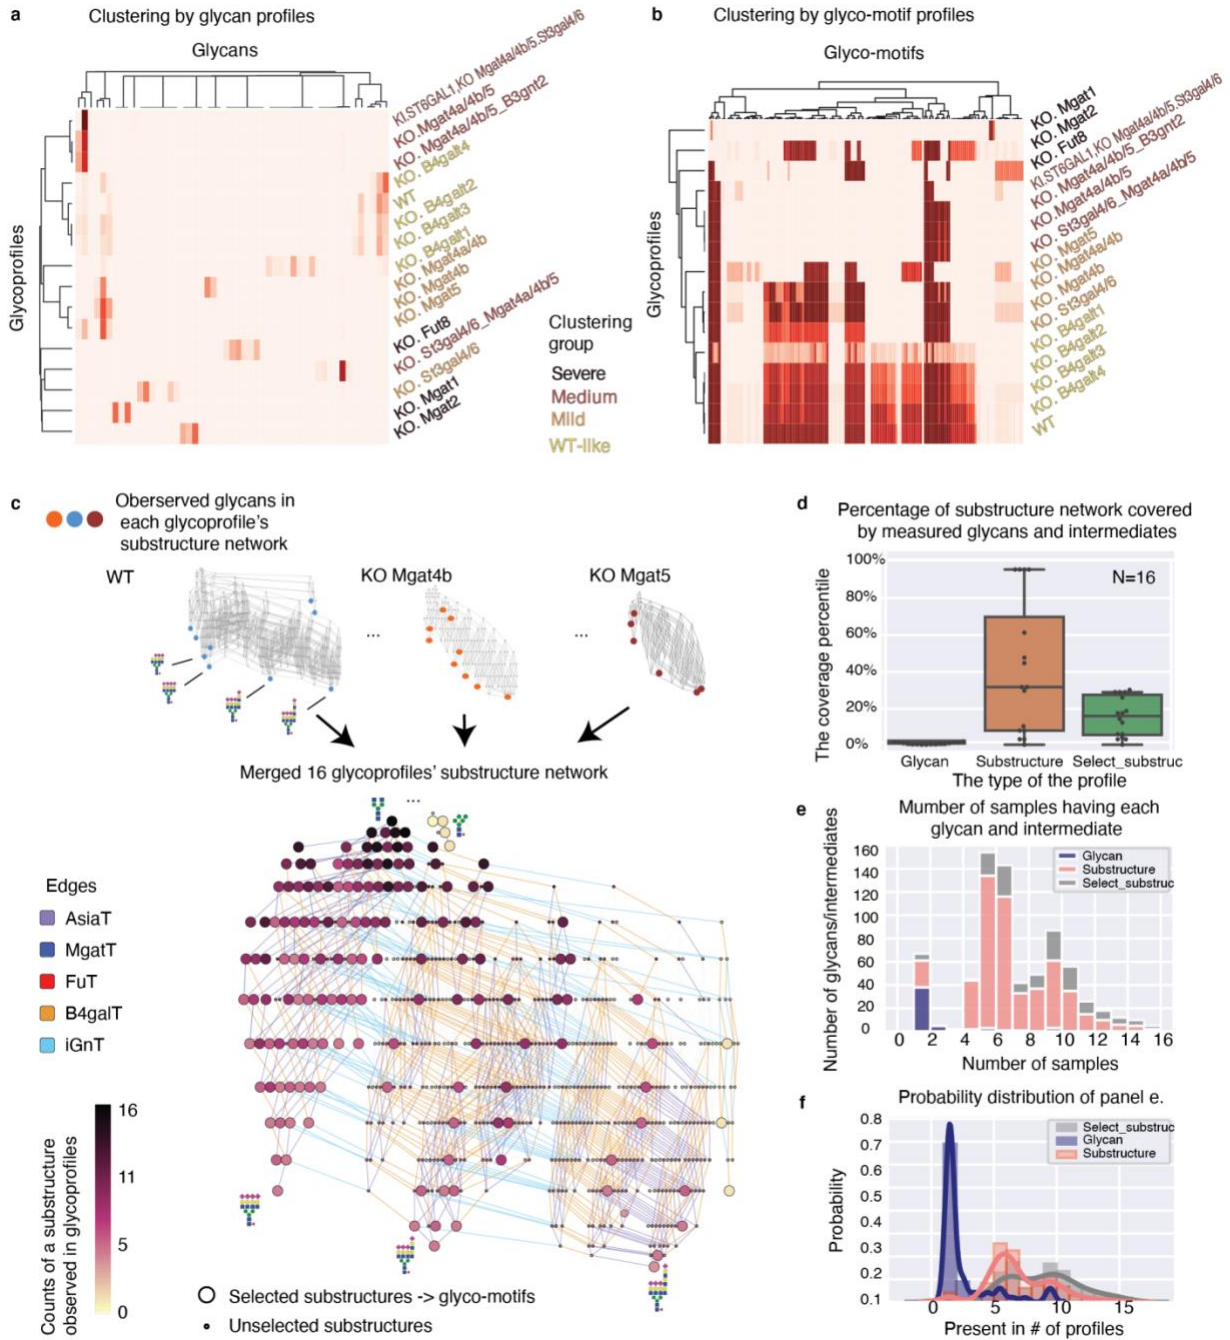 a
Clustering by glycan profiles
Glycans
Glycoprofiles
KI.ST6GAL1,KO Mgat4a/4b/5.St3gal4/6
KO.Mgat4a/4b/5
KO. Mgat4a/4b/5_B3gnt2
KO. B4galt4
WT
KO. B4galt2
KO. B4galt3
KO. B4galt1
KO. Mgat4a/4b
KO. Mgat4b
KO. Mgat5
KO. Fut8
KO. St3gal4/6_Mgat4a/4b/5
KO. St3gal4/6
KO. Mgat1
KO. Mgat2
Clustering
group
Severe
Medium
Mild
WT-like
b
Clustering by glyco-motif profiles
Glyco-motifs
Glycoprofiles
KO. Mgat1
KO. Mgat2
KO. Fut8
KI.ST6GAL1,KO Mgat4a/4b/5.St3gal4/6
KO. Mgat4a/4b/5_B3gnt2
KO.Mgat4a/4b/5
KO. St3gal4/6_Mgat4a/4b/5
KO. Mgat5
KO. Mgat4a/4b
KO. Mgat4b
KO. St3gal4/6
KO. B4galt1
KO. B4galt2
KO. B4galt3
KO. B4galt4
WT
c
Oberserved glycans in
each glycoprofile's
substructure network
WT
KO Mgat4b
KO Mgat5
...
...
Merged 16 glycoprofiles' substructure network
...
Edges
AsiaT
MgatT
FuT
B4galT
iGnT
Counts of a substructure
observed in glycoprofiles
16
11
5
0
Selected substructures -> glyco-motifs
Unselected substructures
d
Percentage of substructure network covered
by measured glycans and intermediates
The coverage percentile
100%
80%
60%
40%
20%
0%
N=16
Glycan
Substructure
Select_substruc
The type of the profile
e
Mumber of samples having each
glycan and intermediate
Number of glycans/intermediates
160
140
120
100
80
60
40
20
0
Glycan
Substructure
Select_substruc
0 2 4 6 8 10 12 14 16
Number of samples
f
Probability distribution of panel e.
Probability
0.8
0.7
0.6
0.5
0.4
0.3
0.2
0.1
Select_substruc
Glycan
Substructure
0 5 10 15
Present in # of profiles